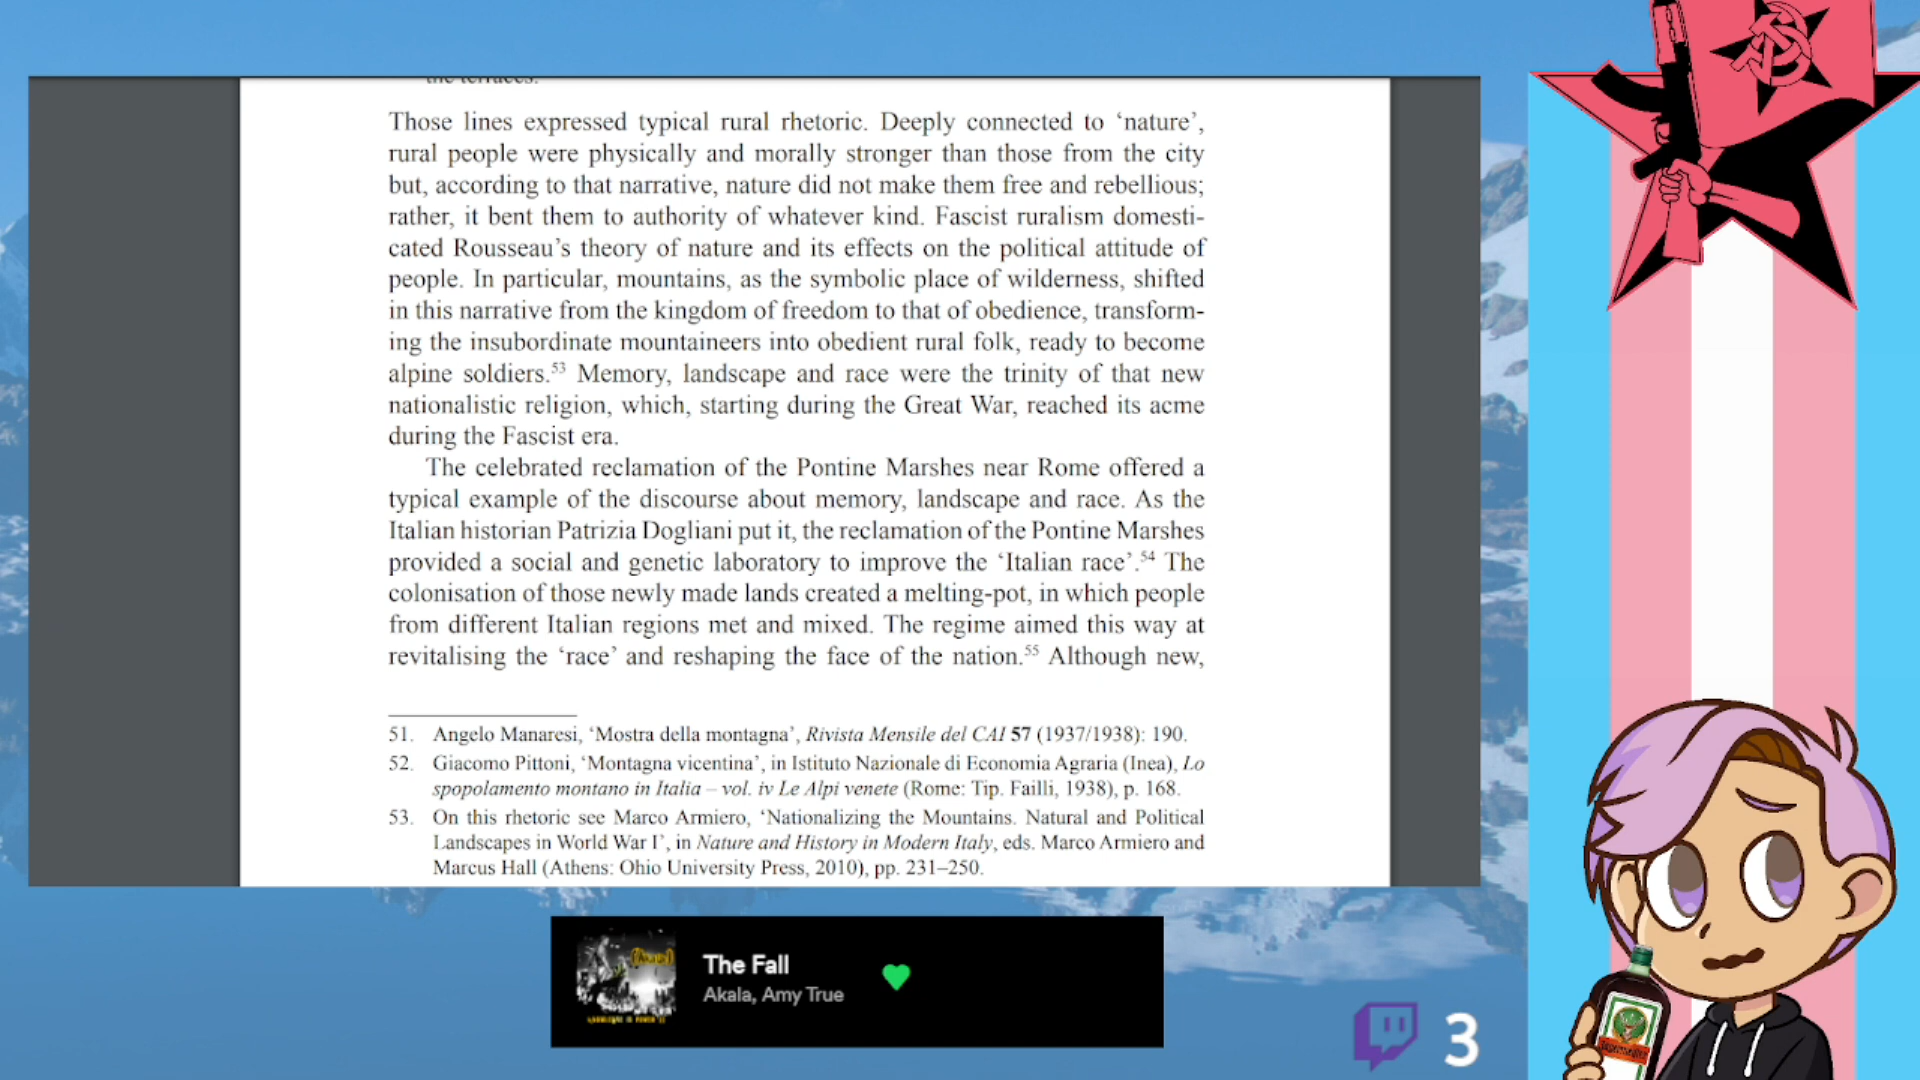 the terraces.
Those lines expressed typical rural rhetoric. Deeply connected to ‘nature’,
rural people were physically and morally stronger than those from the city
but, according to that narrative, nature did not make them free and rebellious;
rather, it bent them to authority of whatever kind. Fascist ruralism domesti-
cated Rousseau’s theory of nature and its effects on the political attitude of
people. In particular, mountains, as the symbolic place of wilderness, shifted
in this narrative from the kingdom of freedom to that of obedience, transform-
ing the insubordinate mountaineers into obedient rural folk, ready to become
alpine soldiers.53 Memory, landscape and race were the trinity of that new
nationalistic religion, which, starting during the Great War, reached its acme
during the Fascist era.
The celebrated reclamation of the Pontine Marshes near Rome offered a
typical example of the discourse about memory, landscape and race. As the
Italian historian Patrizia Dogliani put it, the reclamation of the Pontine Marshes
provided a social and genetic laboratory to improve the ‘Italian race’.54 The
colonisation of those newly made lands created a melting-pot, in which people
from different Italian regions met and mixed. The regime aimed this way at
revitalising the ‘race’ and reshaping the face of the nation.55 Although new,
51. Angelo Manaresi, ‘Mostra della montagna’, Rivista Mensile del CAI 57 (1937/1938): 190.
52. Giacomo Pittoni, ‘Montagna vicentina’, in Istituto Nazionale di Economia Agraria (Inea), Lo
spopolamento montano in Italia – vol. iv Le Alpi venete (Rome: Tip. Failli, 1938), p. 168.
53. On this rhetoric see Marco Armiero, ‘Nationalizing the Mountains. Natural and Political
Landscapes in World War I’, in Nature and History in Modern Italy, eds. Marco Armiero and
Marcus Hall (Athens: Ohio University Press, 2010), pp. 231–250.
The Fall
Akala, Amy True
3